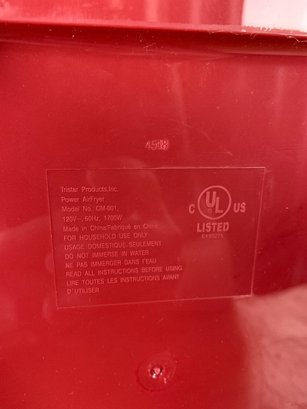 4518
Tristar Products,Inc.
Power AirFryer
Model No. CM-001,
120V~, 60Hz, 1700W
Made in China/Fabriqué en Chine
FOR HOUSEHOLD USE ONLY
USAGE DOMESTIQUE SEULEMENT
DO NOT IMMERSE IN WATER
NE PAS IMMERGER DANS L'EAU
READ ALL INSTRUCTIONS BEFORE USING
LIRE TOUTES LES INSTRUCTIONS AVANT
D'UTILISER
C UL US
LISTED